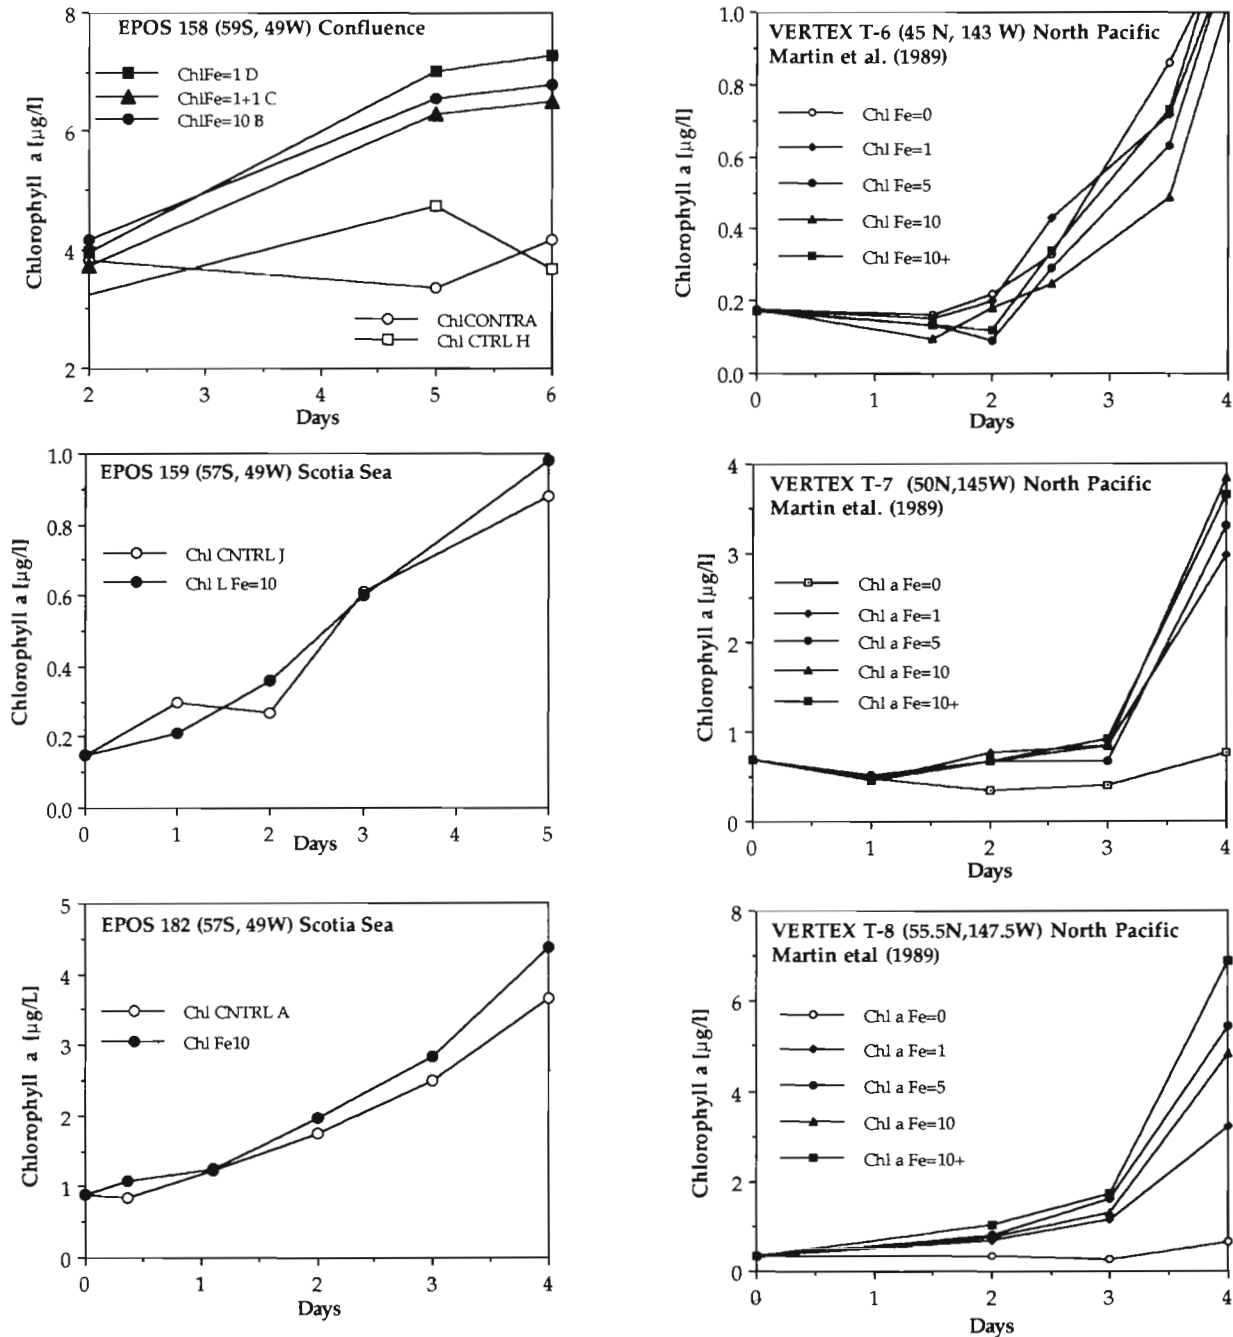 EPOS 158 (59S, 49W) Confluence
ChlFe=1 D
ChlFe=1+1 C
ChlFe=10 B
ChlCONTRA
Chl CTRL H
Chlorophyll a [µg/l]
8
6
4
2
2
3
4
5
6
Days
VERTEX T-6 (45 N, 143 W) North Pacific
Martin et al. (1989)
Chl Fe=0
Chl Fe=1
Chl Fe=5
Chl Fe=10
Chl Fe=10+
Chlorophyll a [µg/l]
1.0
0.8
0.6
0.4
0.2
0.0
0
1
2
3
4
Days
EPOS 159 (57S, 49W) Scotia Sea
Chl CNTRL J
Chl L Fe=10
Chlorophyll a [µg/l]
1.0
0.8
0.6
0.4
0.2
0.0
0
1
2
3
4
5
Days
VERTEX T-7 (50N,145W) North Pacific
Martin etal. (1989)
Chl a Fe=0
Chl a Fe=1
Chl a Fe=5
Chl a Fe=10
Chl a Fe=10+
Chlorophyll a [µg/l]
4
3
2
1
0
0
1
2
3
4
Days
EPOS 182 (57S, 49W) Scotia Sea
Chl CNTRL A
Chl Fe10
Chlorophyll a [µg/L]
5
4
3
2
1
0
0
1
2
3
4
Days
VERTEX T-8 (55.5N,147.5W) North Pacific
Martin etal (1989)
Chl a Fe=0
Chl a Fe=1
Chl a Fe=5
Chl a Fe=10
Chl a Fe=10+
Chlorophyll a [µg/l]
8
6
4
2
0
0
1
2
3
4
Days